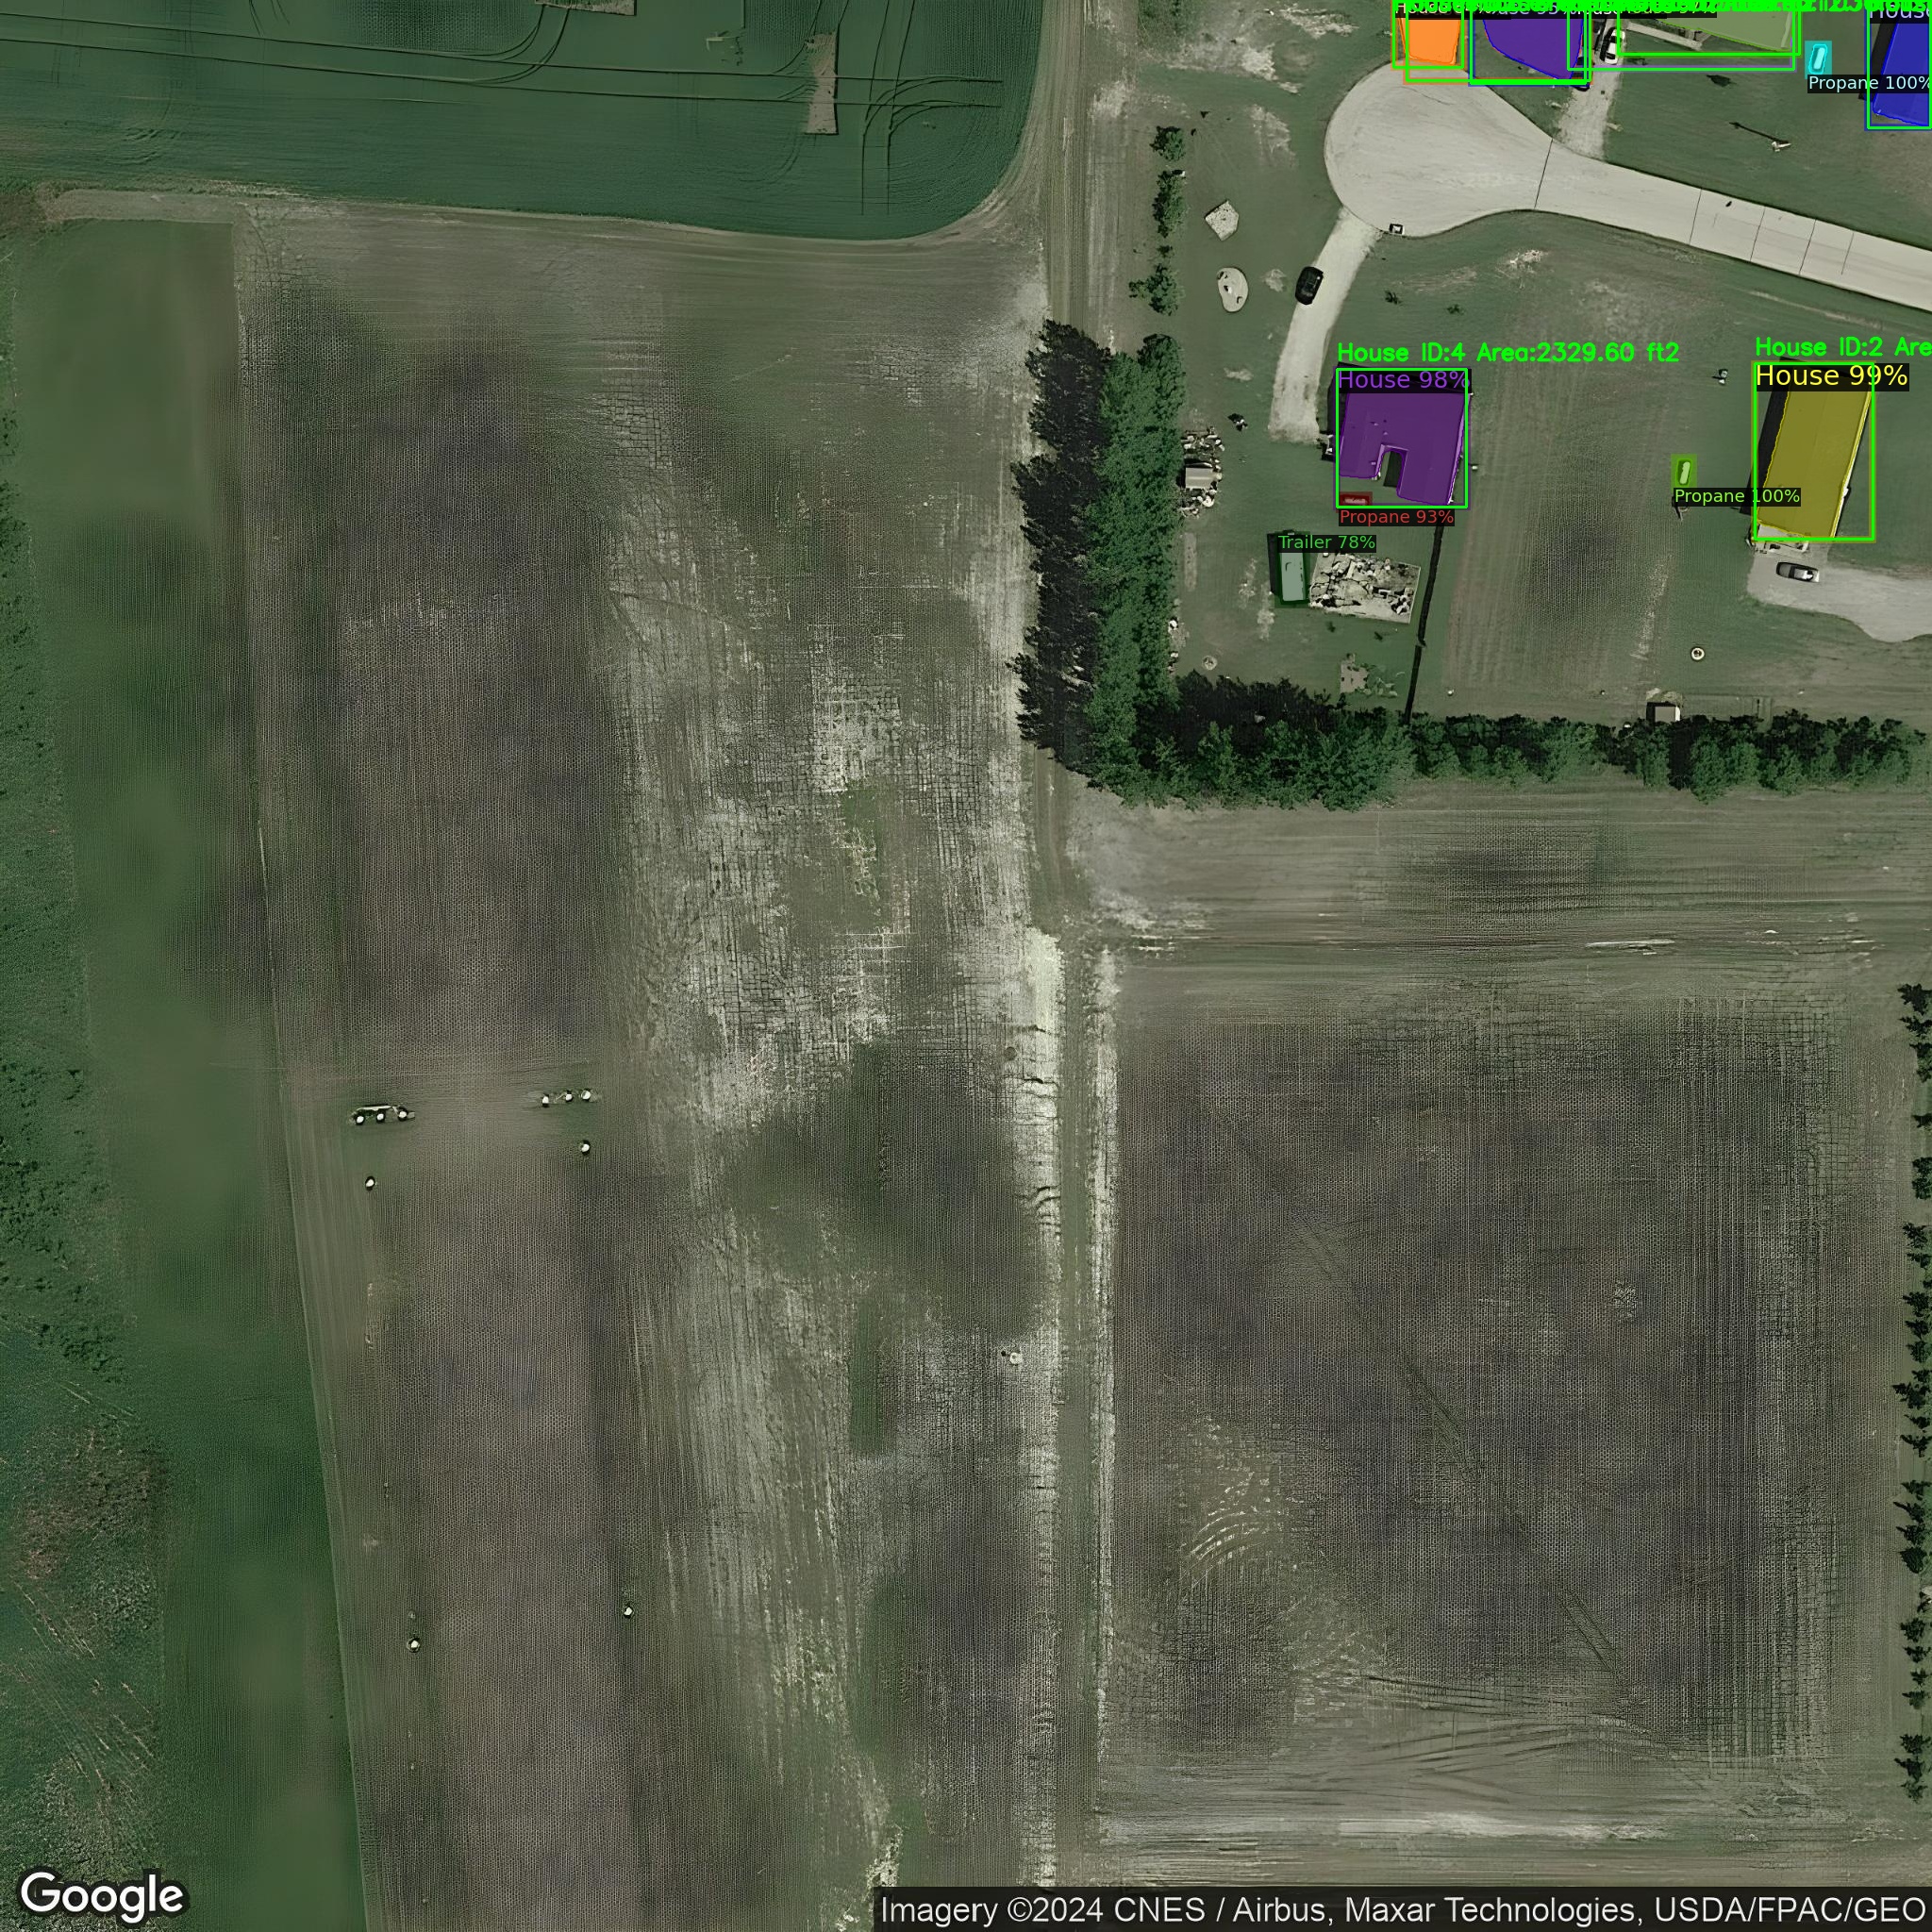 Propane 100%
House ID:4 Area:2329.60 ft2
House ID:2 Are
House 98%
House 99%
Propane 100%
Propane 93%
Trailer 78%
Google
Imagery ©2024 CNES / Airbus, Maxar Technologies, USDA/FPAC/GEO